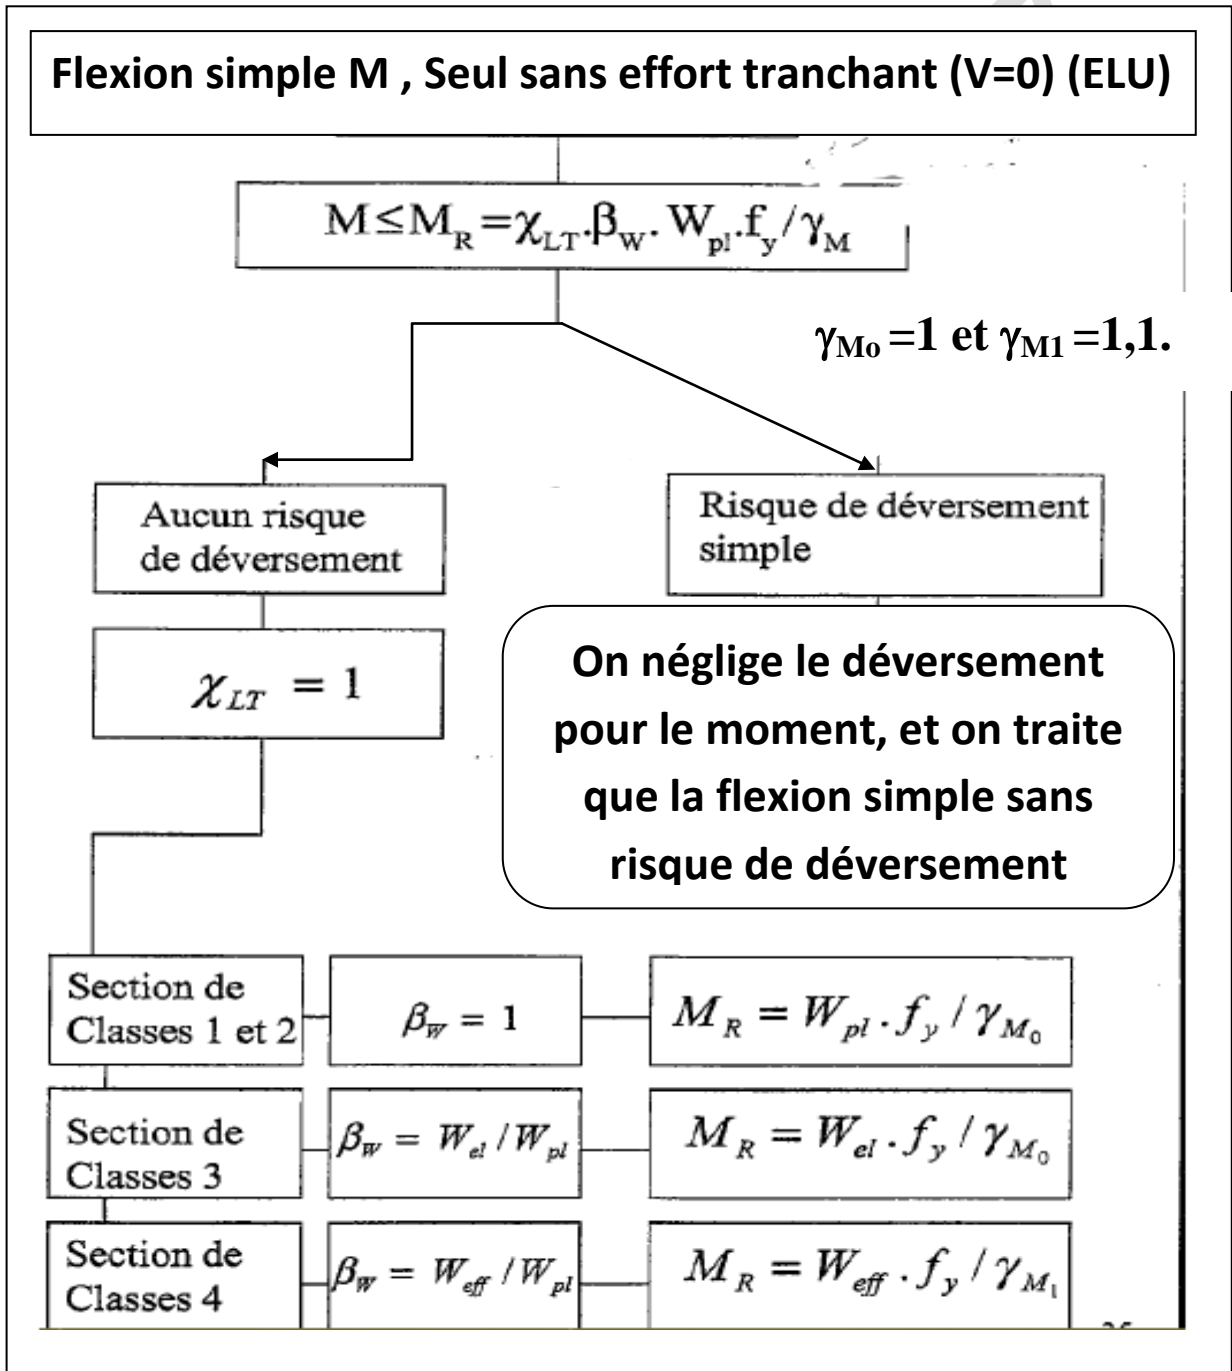 Flexion simple M , Seul sans effort tranchant (V=0) (ELU)
M≤M_R=χ_LT.β_W.W_pl.f_y/γ_M
γ_Mo =1 et γ_M1 =1,1.
Aucun risque
de déversement
χ_LT = 1
Risque de déversement
simple
On néglige le déversement
pour le moment, et on traite
que la flexion simple sans
risque de déversement
Section de
Classes 1 et 2
β_W = 1
M_R = W_pl . f_y / γ_M₀
Section de
Classes 3
β_W = W_el / W_pl
M_R = W_el . f_y / γ_M₀
Section de
Classes 4
β_W = W_eff / W_pl
M_R = W_eff . f_y / γ_M₁